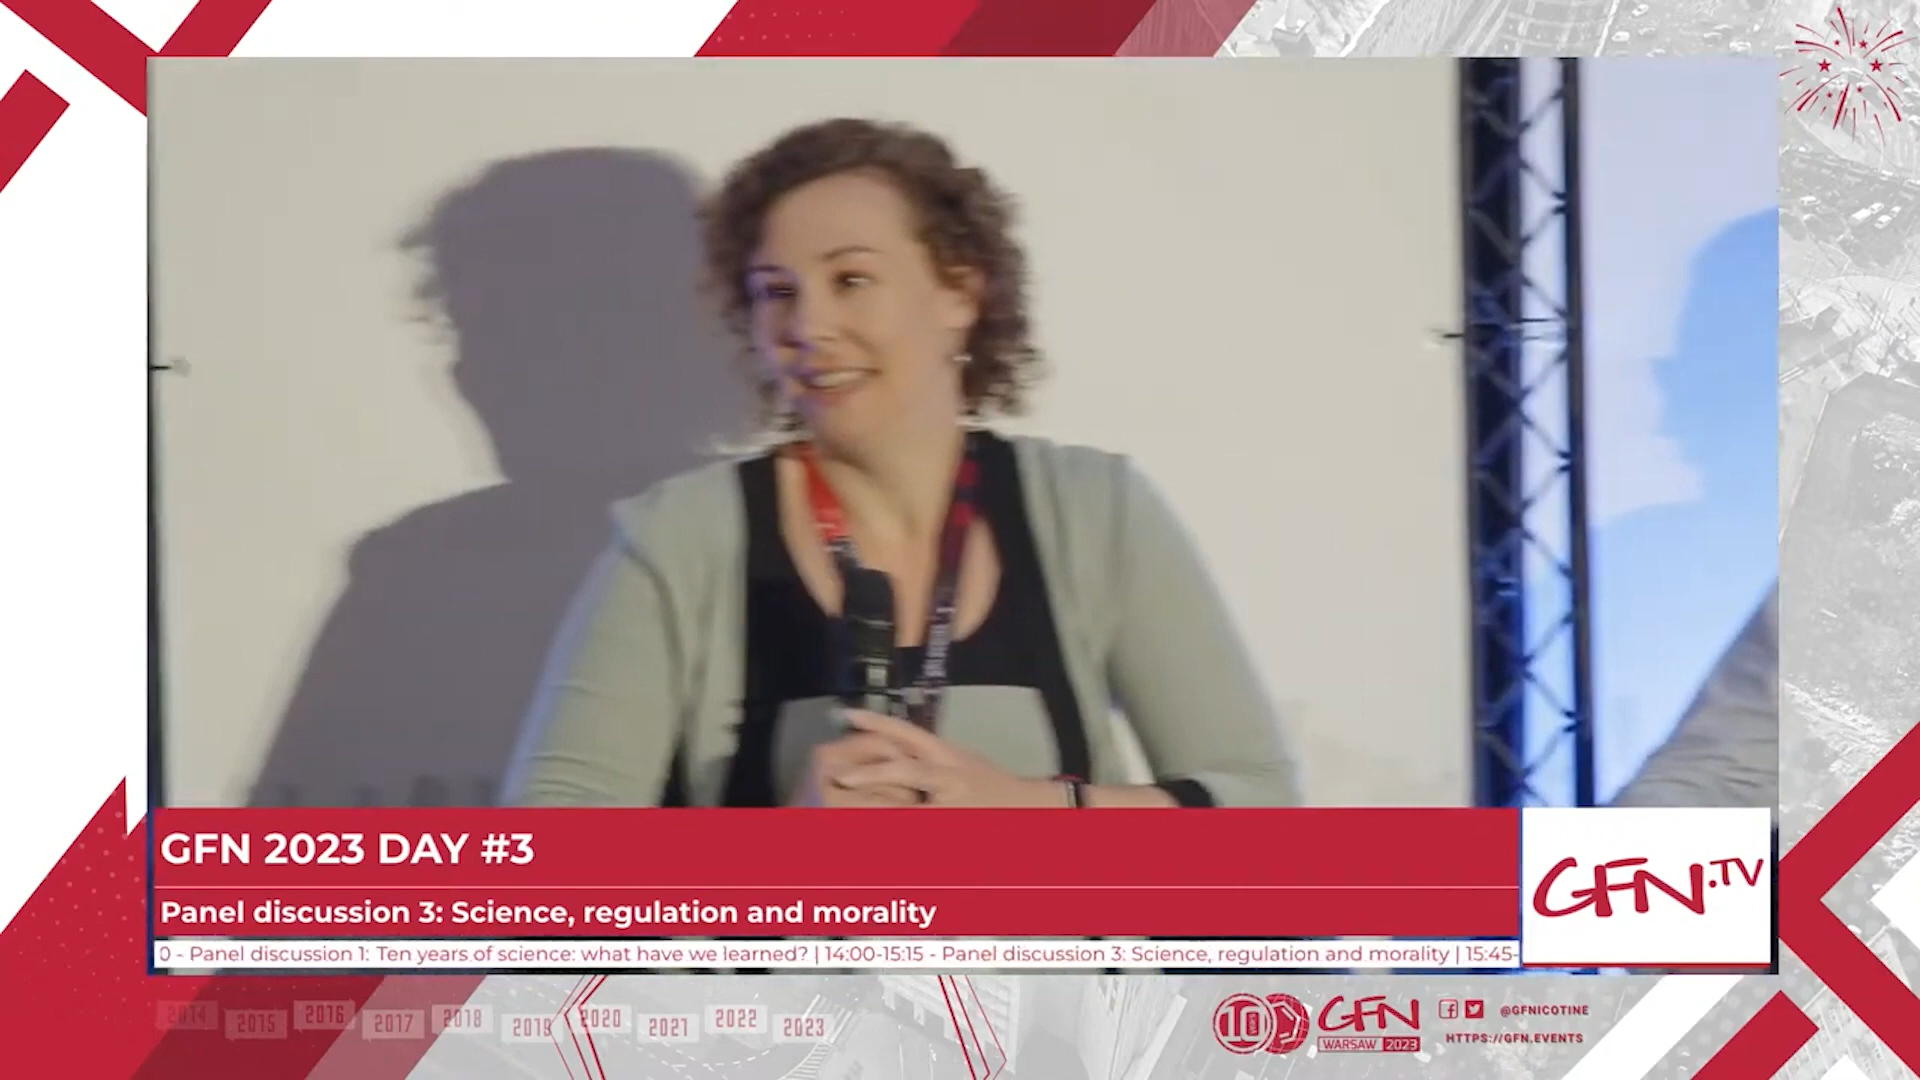 GFN 2023 DAY #3
Panel discussion 3: Science, regulation and morality
GFN.TV
0 - Panel discussion 1: Ten years of science: what have we learned? | 14:00-15:15 - Panel discussion 3: Science, regulation and morality | 15:45-
2014
2015
2016
2017
2018
2019
2020
2021
2022
2023
10
GFN
WARSAW 2023
@GFNICOTINE
HTTPS://GFN.EVENTS